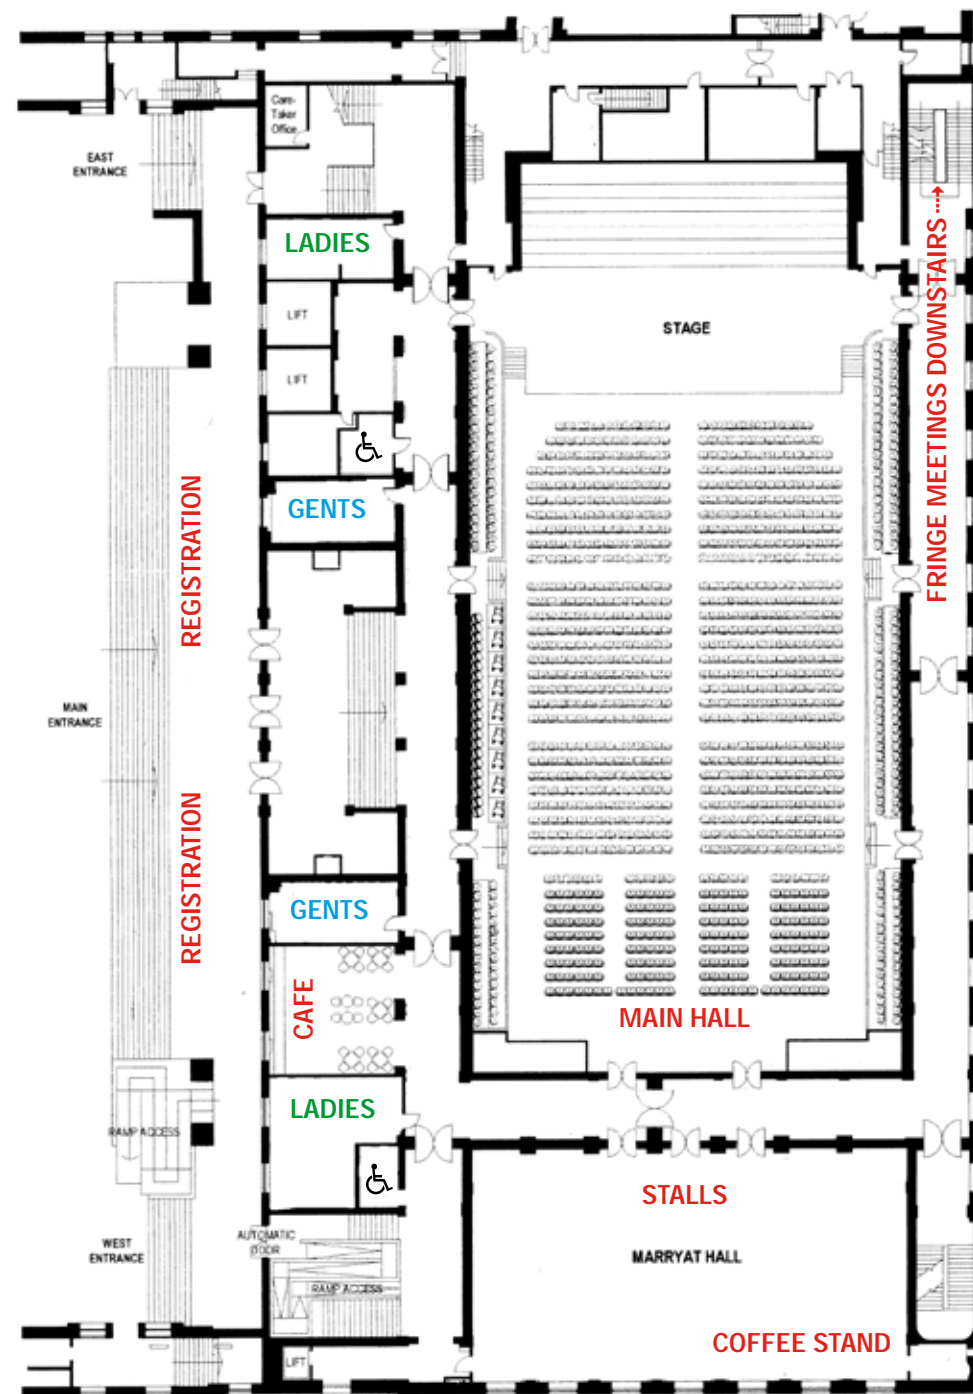 Care-
Taker
Office
EAST
ENTRANCE
LADIES
LIFT
STAGE
FRINGE MEETINGS DOWNSTAIRS
LIFT
GENTS
REGISTRATION
MAIN
ENTRANCE
REGISTRATION
GENTS
CAFE
MAIN HALL
LADIES
RAMP ACCESS
STALLS
WEST
ENTRANCE
AUTOMATIC
DOOR
MARRYAT HALL
RAMP ACCESS
COFFEE STAND
LIFT